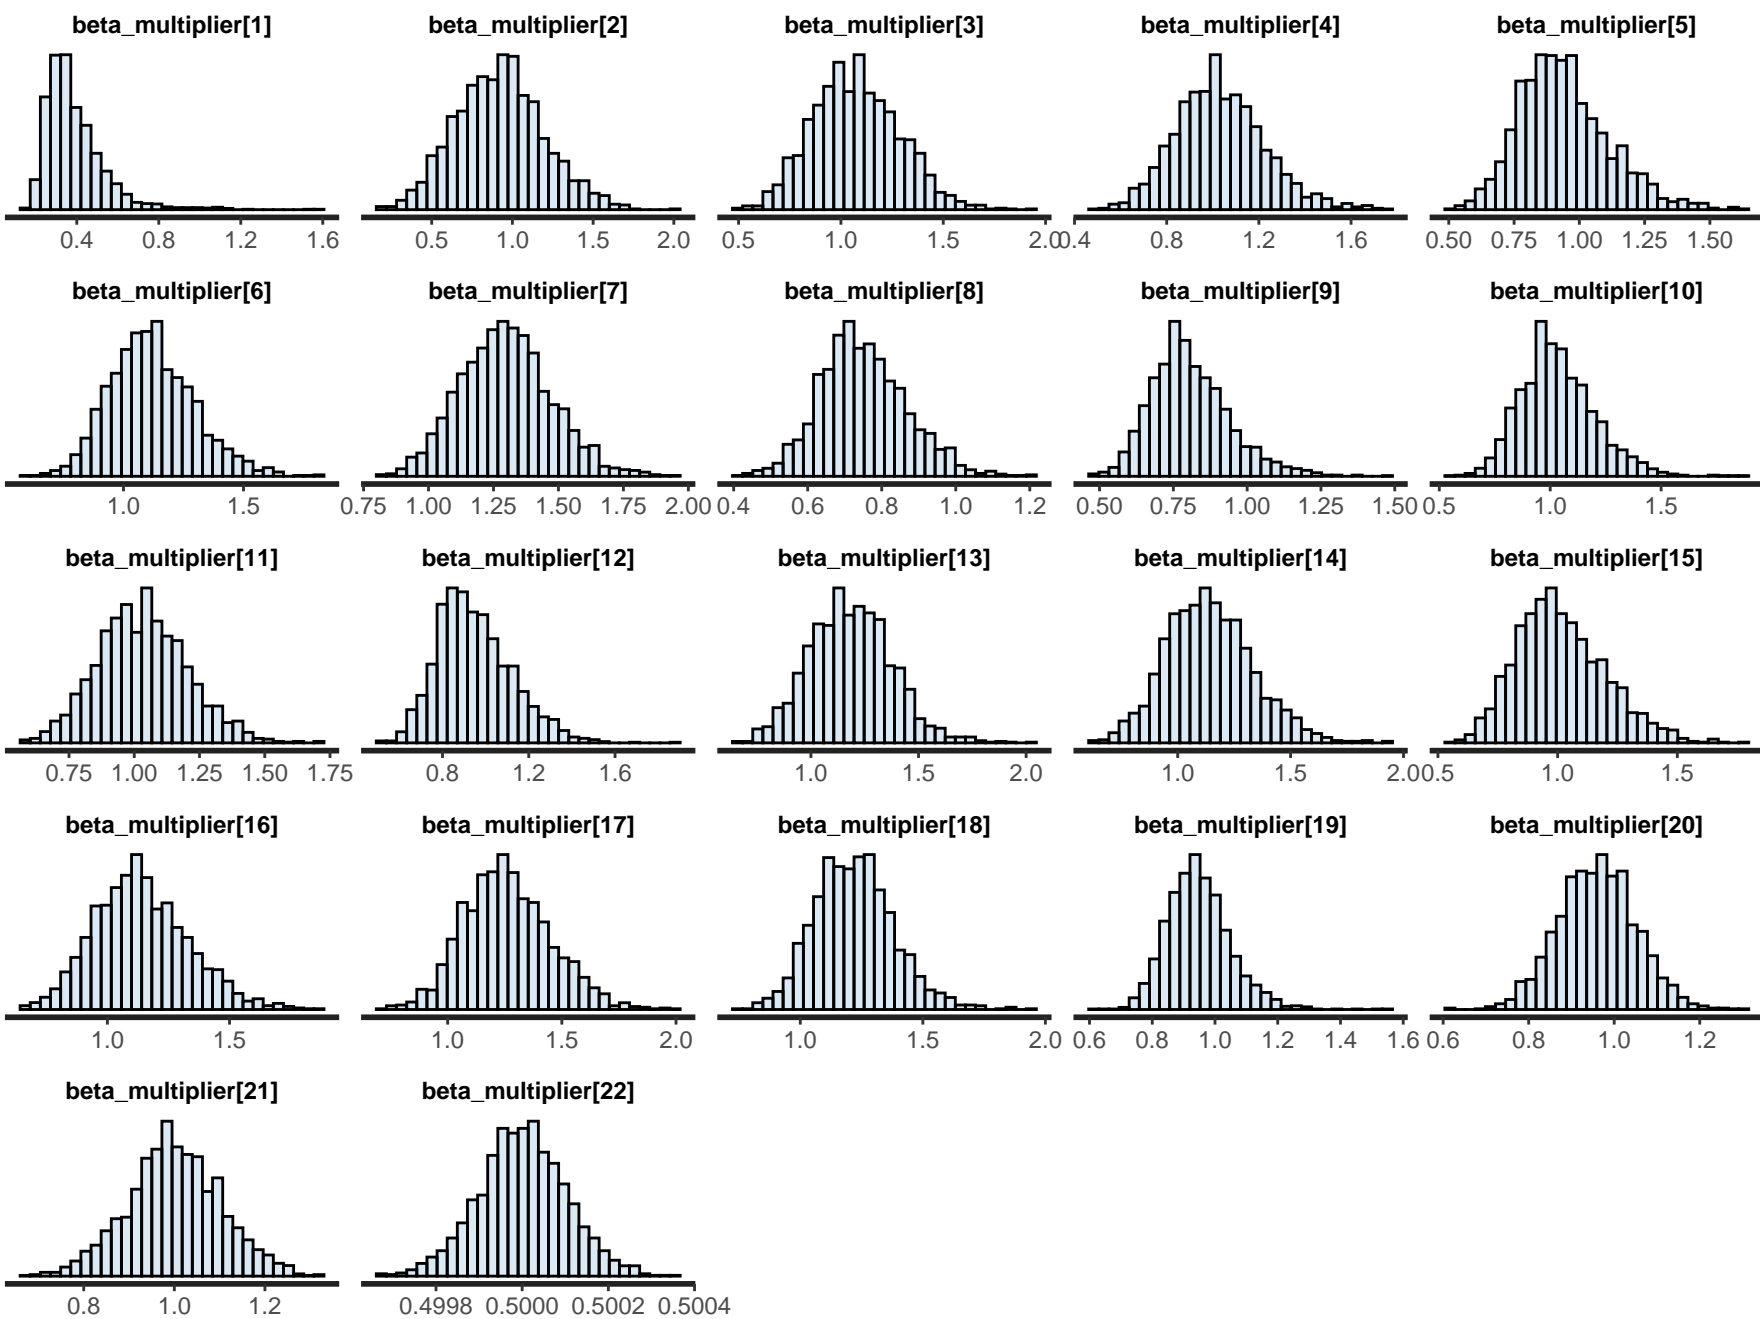 beta_multiplier[1] beta_multiplier[2] beta_multiplier[3] beta_multiplier[4] beta_multiplier[5]
0.4 0.8 1.2 1.6 0.5 1.0 1.5 2.0 0.5 1.0 1.5 2.0 0.4 0.8 1.2 1.6 0.50 0.75 1.00 1.25 1.50
beta_multiplier[6] beta_multiplier[7] beta_multiplier[8] beta_multiplier[9] beta_multiplier[10]
1.0 1.5 0.75 1.00 1.25 1.50 1.75 2.00 0.4 0.6 0.8 1.0 1.2 0.50 0.75 1.00 1.25 1.50 0.5 1.0 1.5
beta_multiplier[11] beta_multiplier[12] beta_multiplier[13] beta_multiplier[14] beta_multiplier[15]
0.75 1.00 1.25 1.50 1.75 0.8 1.2 1.6 1.0 1.5 2.0 1.0 1.5 2.0 0.5 1.0 1.5
beta_multiplier[16] beta_multiplier[17] beta_multiplier[18] beta_multiplier[19] beta_multiplier[20]
1.0 1.5 1.0 1.5 2.0 1.0 1.5 2.0 0.6 0.8 1.0 1.2 1.4 1.6 0.6 0.8 1.0 1.2
beta_multiplier[21] beta_multiplier[22]
0.8 1.0 1.2 0.4998 0.5000 0.5002 0.5004